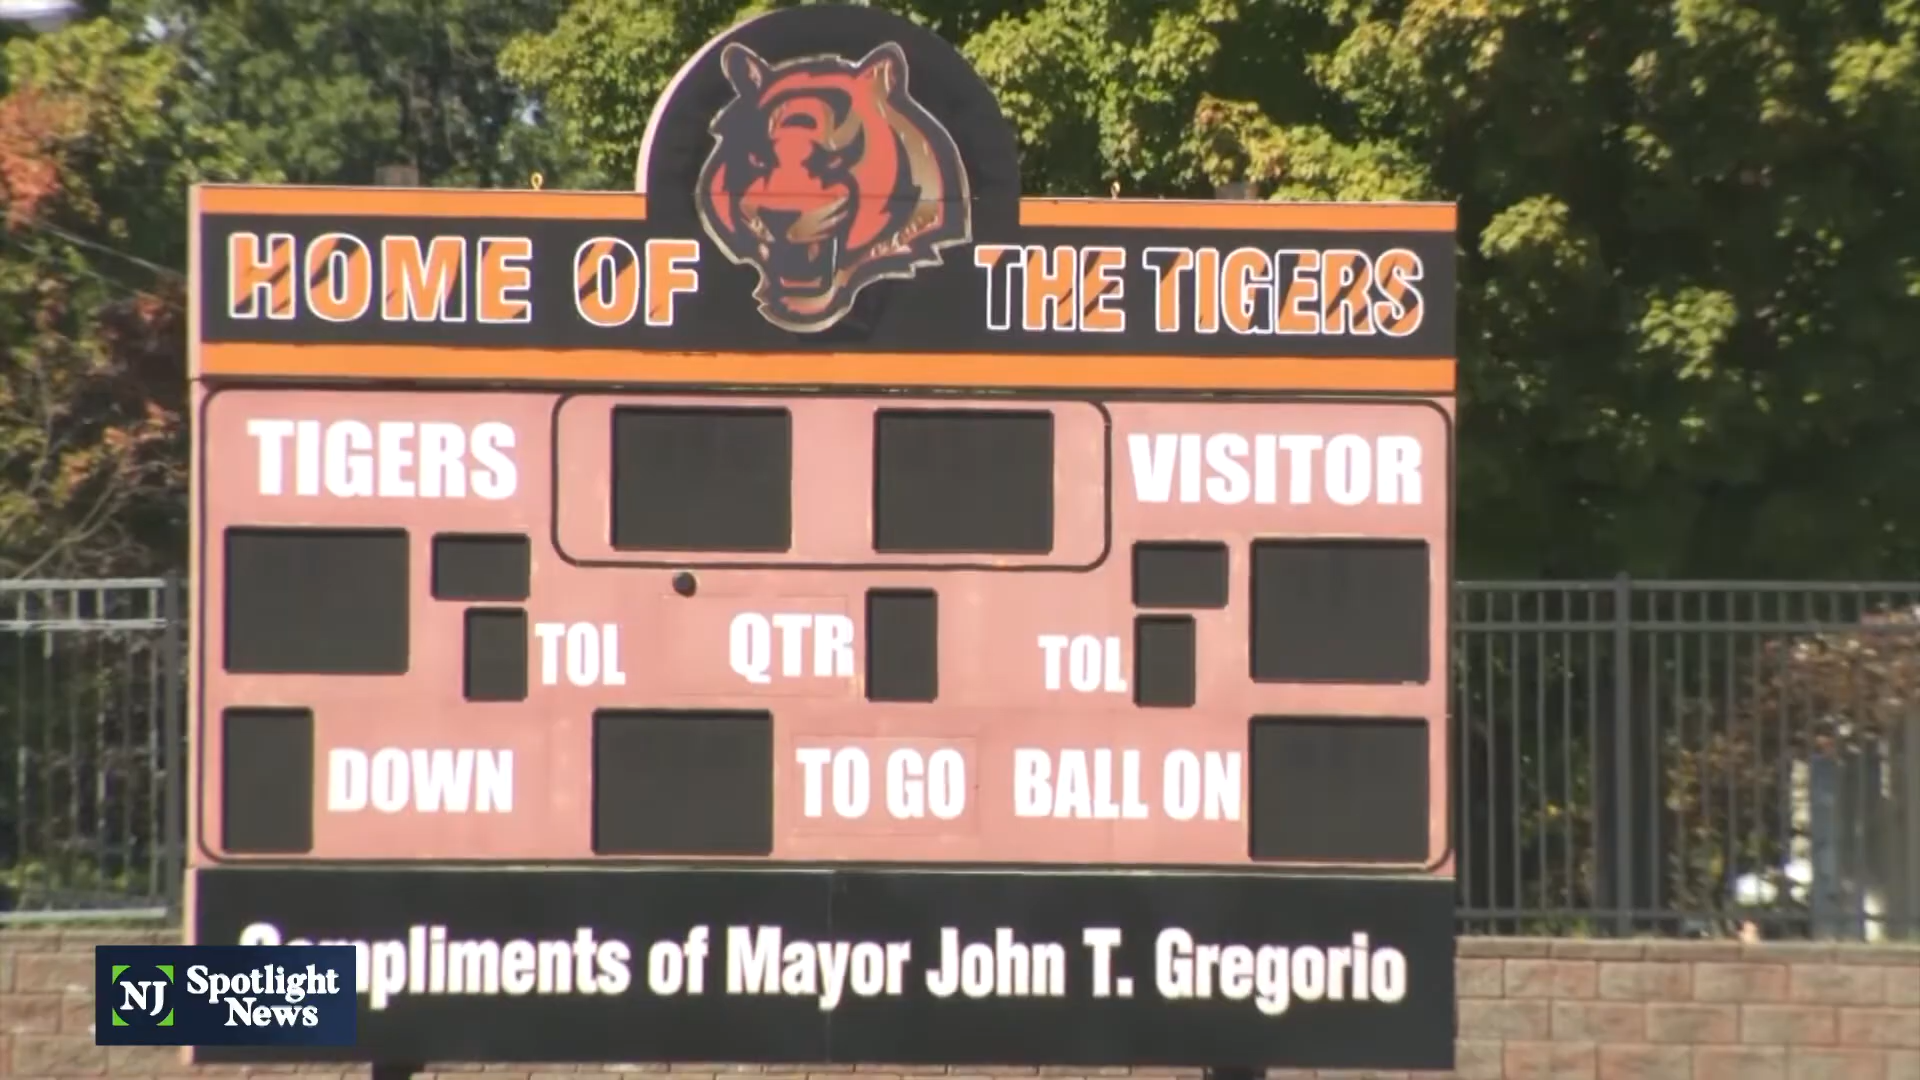 HOME OF THE TIGERS
TIGERS
VISITOR
TOL
QTR
TOL
DOWN
TO GO
BALL ON
Compliments of Mayor John T. Gregorio
NJ Spotlight
News